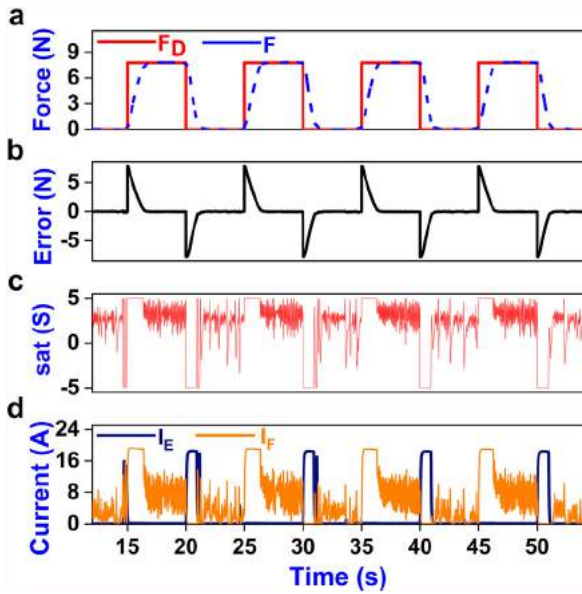 a
F_D F
Force (N)
9
6
3
0
b
Error (N)
5
0
-5
c
sat (S)
5
0
-5
d
I_E I_F
Current (A)
24
16
8
0
15 20 25 30 35 40 45 50
Time (s)